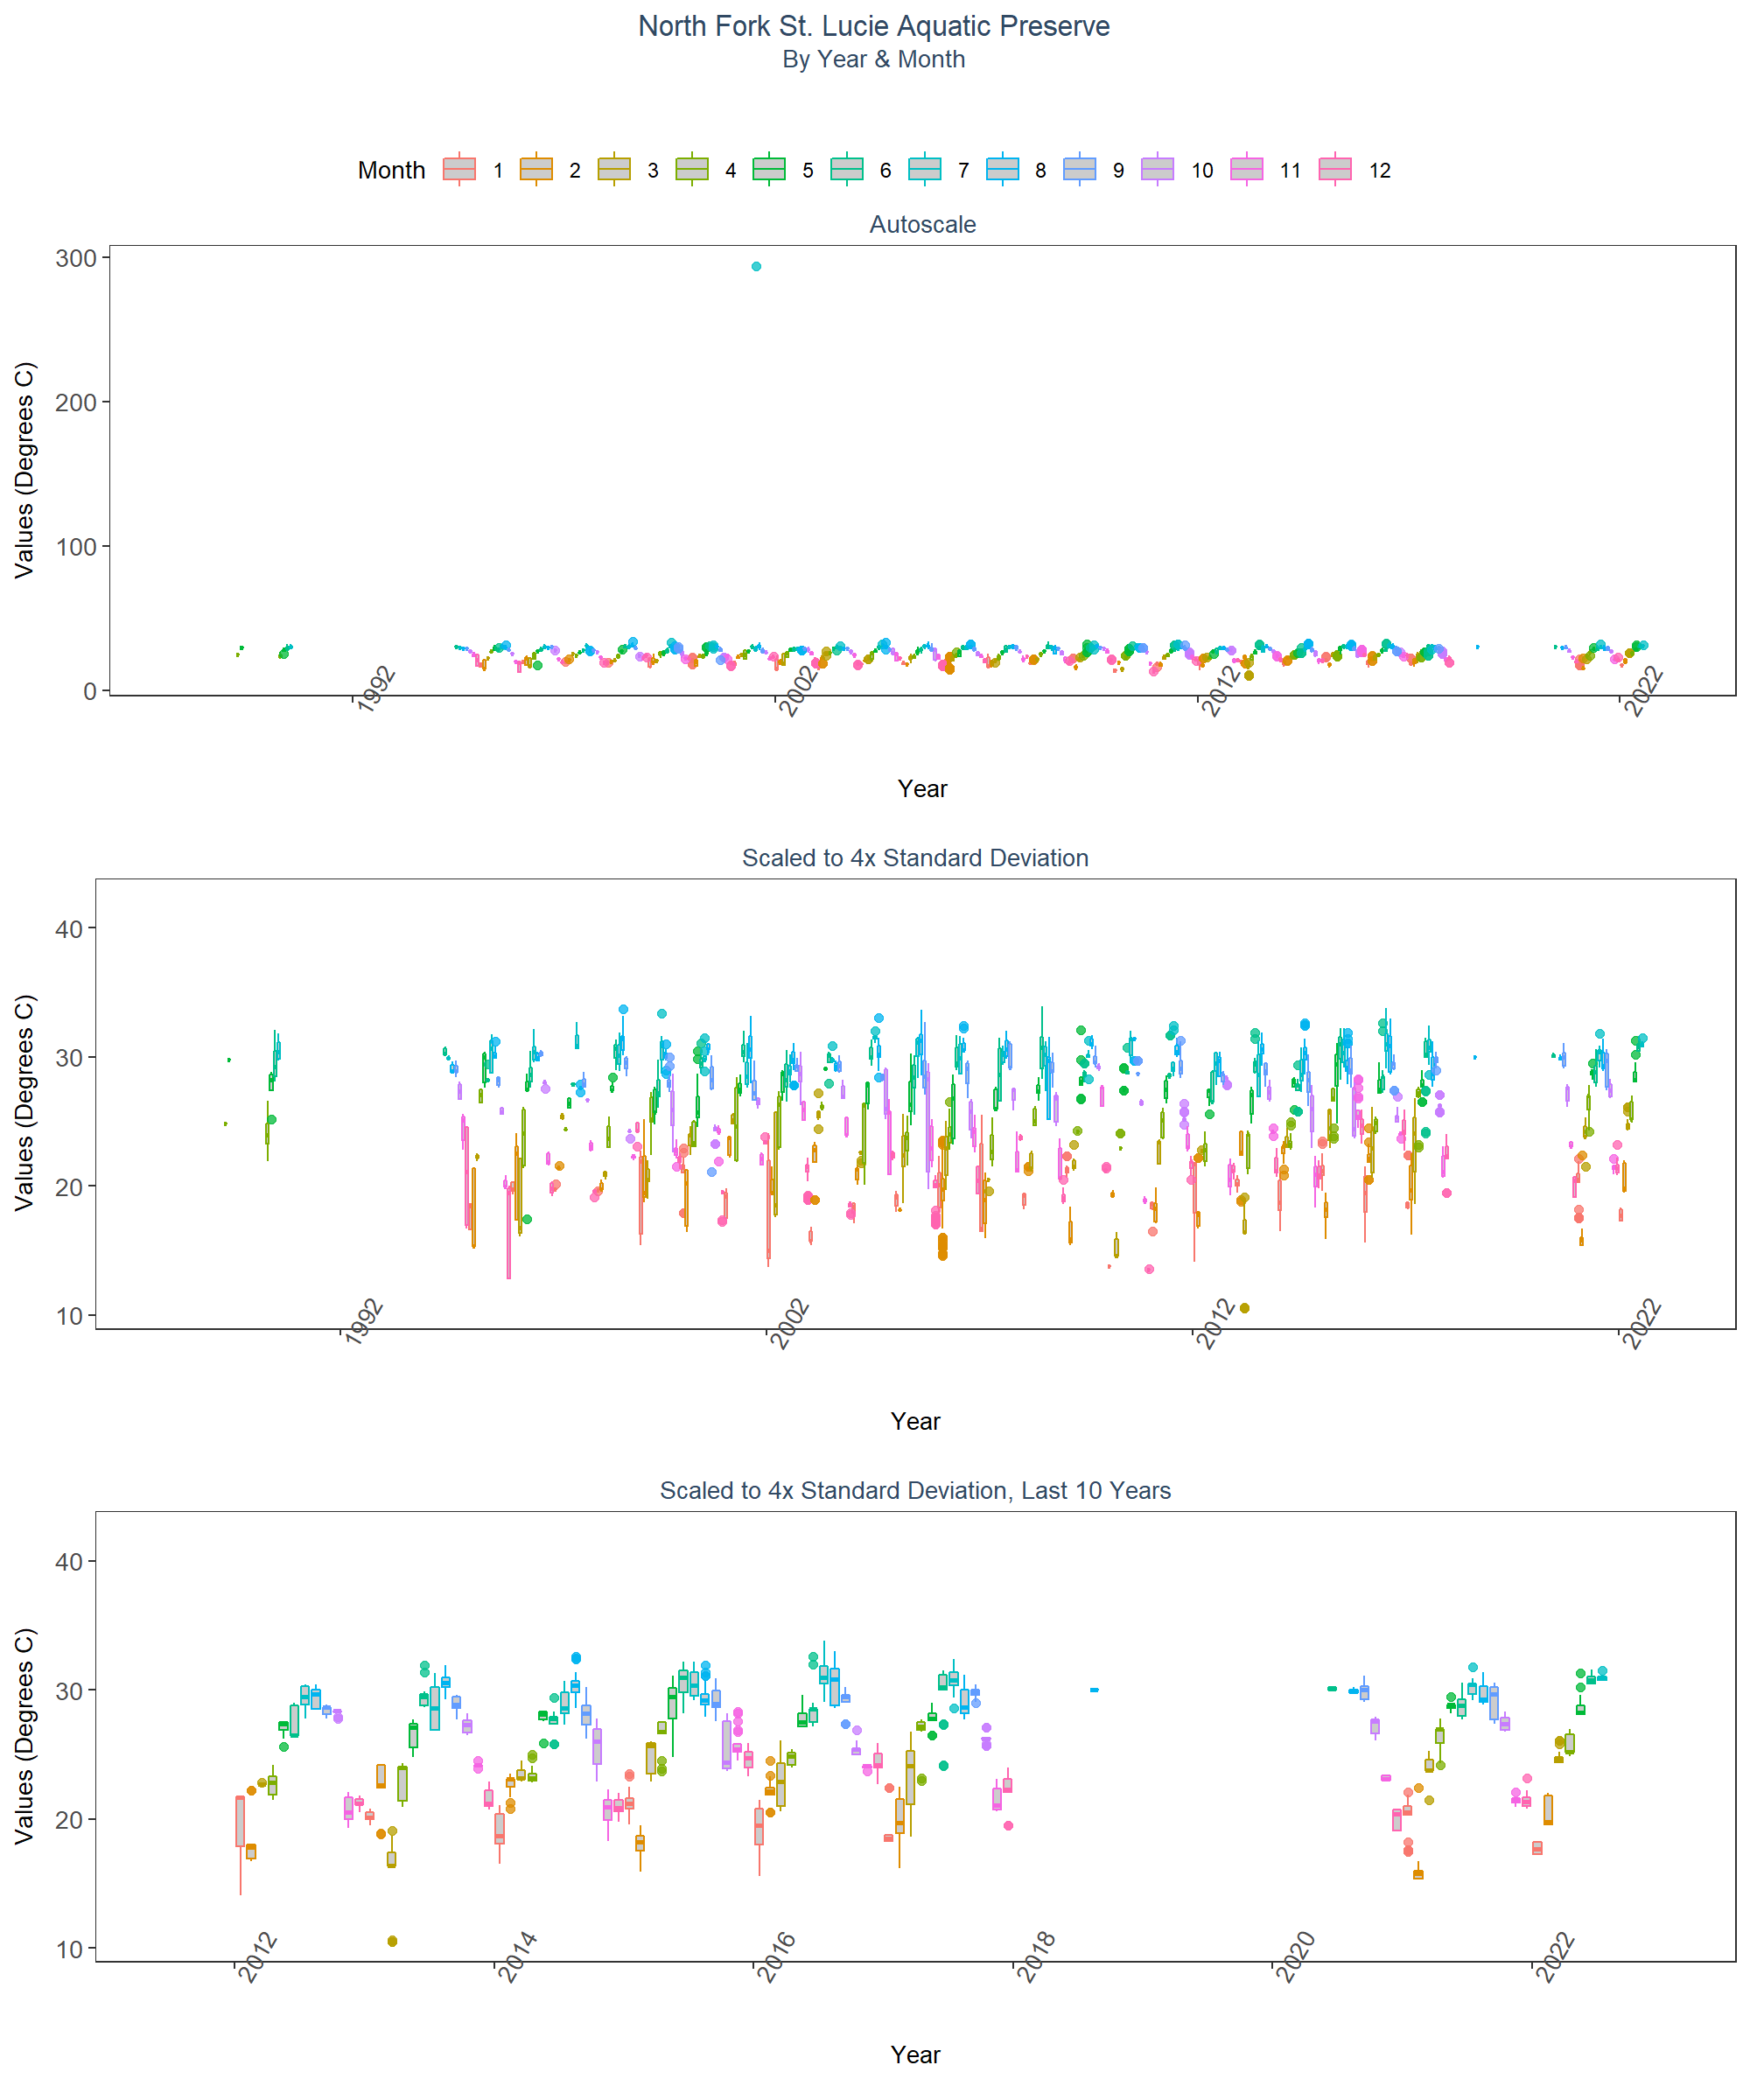 North Fork St. Lucie Aquatic Preserve
By Year & Month
Month 1 2 3 4 5 6 7 8 9 10 11 12
Autoscale
Values (Degrees C)
300
200
100
0
1992 2002 2012 2022
Year
Scaled to 4x Standard Deviation
Values (Degrees C)
40
30
20
10
1992 2002 2012 2022
Year
Scaled to 4x Standard Deviation, Last 10 Years
Values (Degrees C)
40
30
20
10
2012 2014 2016 2018 2020 2022
Year